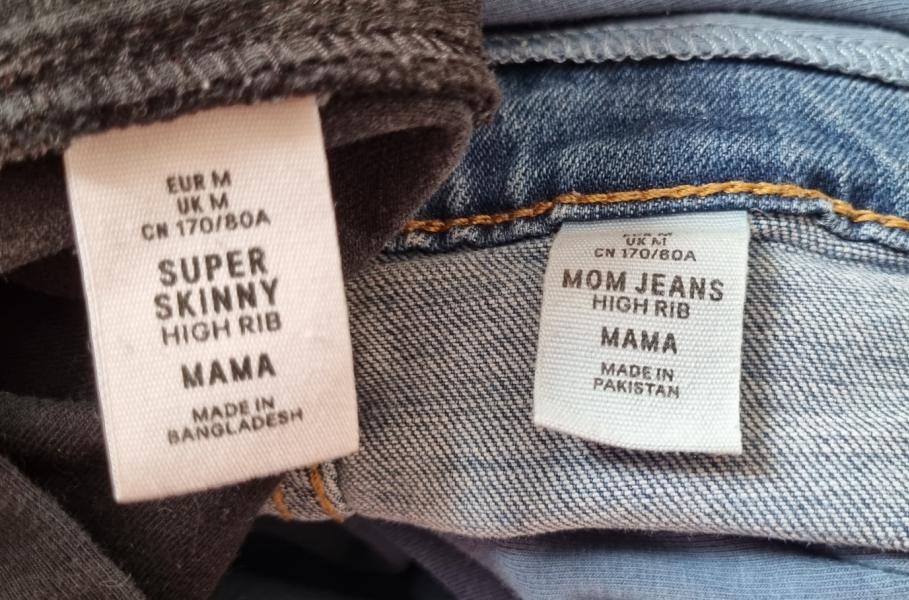 EUR M
UK M
CN 170/80A
SUPER
SKINNY
HIGH RIB
MAMA
MADE IN
BANGLADESH
UK M
CN 170/80A
MOM JEANS
HIGH RIB
MAMA
MADE IN
PAKISTAN